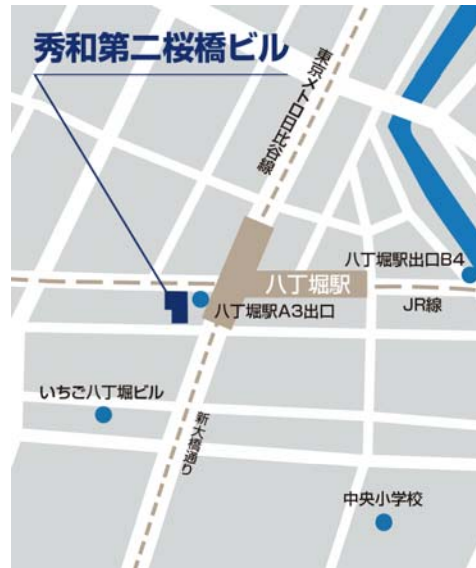 秀和第二桜橋ビル
東京メトロ日比谷線
八丁堀駅出口B4
八丁堀駅
JR線
八丁堀駅A3出口
いちご八丁堀ビル
新大橋通り
中央小学校